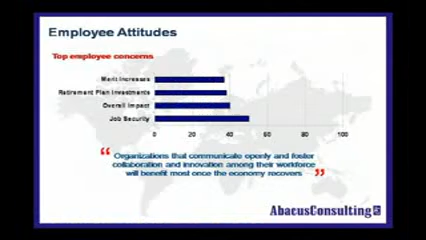 Employee Attitudes
Top employee concerns
Merit Increases
Retirement Plan Investments
Overall Impact
Job Security
0 20 40 60 80 100
“ Organizations that communicate openly and foster
collaboration and innovation among their workforce
will benefit most once the economy recovers ”
AbacusConsulting